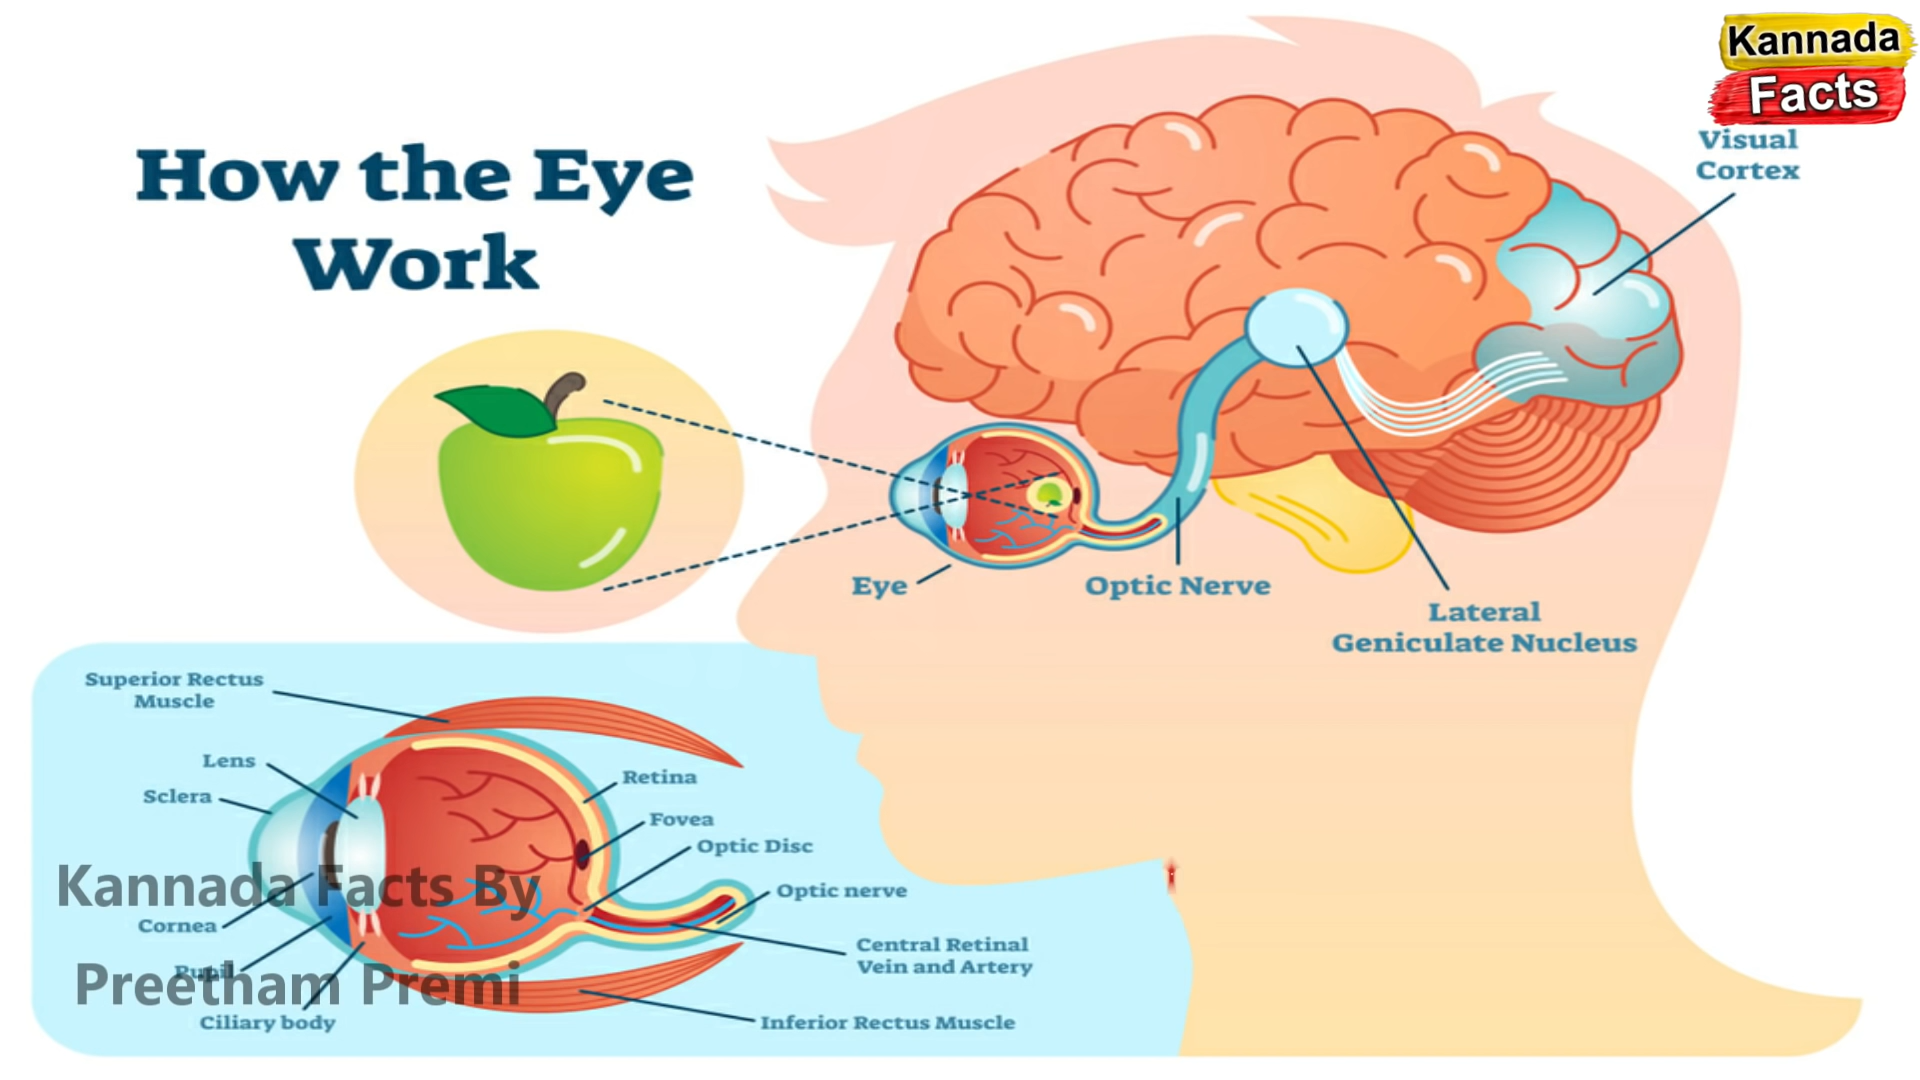 Kannada
Facts
How the Eye
Work
Visual
Cortex
Eye
Optic Nerve
Lateral
Geniculate Nucleus
Superior Rectus
Muscle
Lens
Sclera
Retina
Fovea
Optic Disc
Optic nerve
Kannada Facts By
Cornea
Central Retinal
Vein and Artery
Pupil
Preetham Premi
Ciliary body
Inferior Rectus Muscle